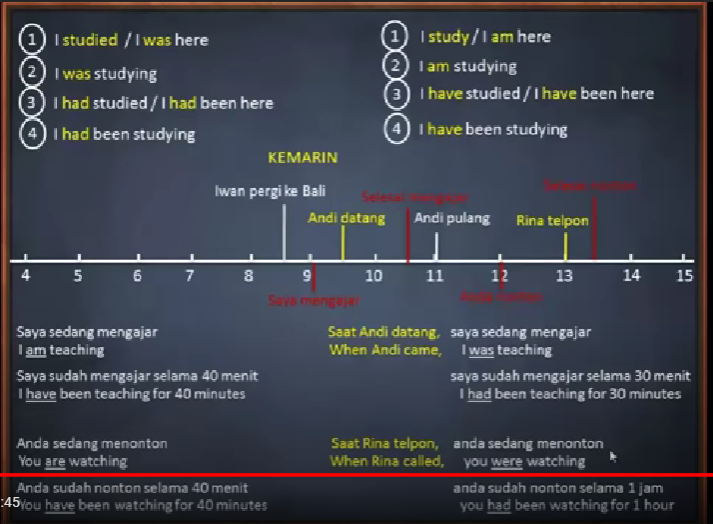 1 I studied / I was here
2 I was studying
3 I had studied / I had been here
4 I had been studying
1 I study / I am here
2 I am studying
3 I have studied / I have been here
4 I have been studying
KEMARIN
Iwan pergi ke Bali
Selesai mengajar
Andi datang
Andi pulang
Rina telpon
4 5 6 7 8 9 10 11 12 13 14 15
Saya mengajar
Saya sedang mengajar
I am teaching
Saat Andi datang, saya sedang mengajar
When Andi came, I was teaching
Saya sudah mengajar selama 40 menit
I have been teaching for 40 minutes
saya sudah mengajar selama 30 menit
I had been teaching for 30 minutes
Anda sedang menonton
You are watching
Saat Rina telpon, anda sedang menonton
When Rina called, you were watching
Anda sudah nonton selama 40 menit
You have been watching for 40 minutes
anda sudah nonton selama 1 jam
you had been watching for 1 hour
:45